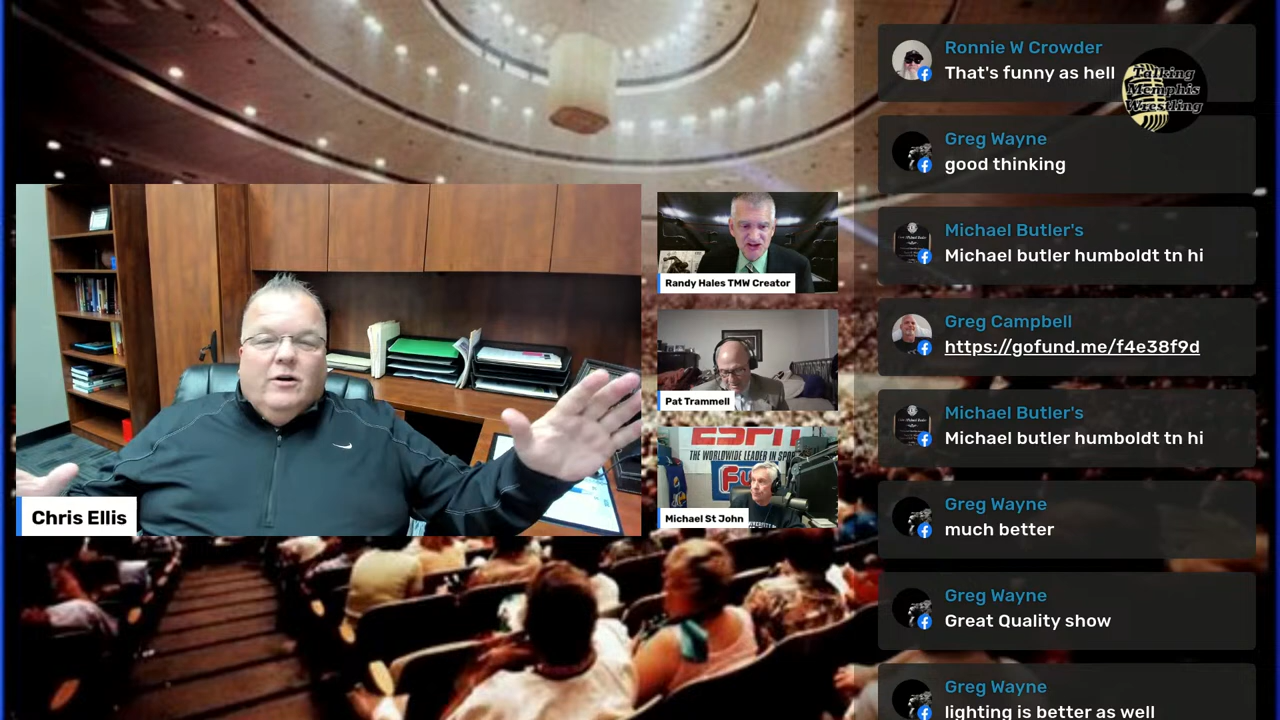 Ronnie W Crowder
That's funny as hell
Talking
Memphis
Wrestling
Greg Wayne
good thinking
Michael Butler's
Michael butler humboldt tn hi
Greg Campbell
https://gofund.me/f4e38f9d
Michael Butler's
Michael butler humboldt tn hi
Greg Wayne
much better
Greg Wayne
Great Quality show
Greg Wayne
lighting is better as well
Randy Hales TMW Creator
Pat Trammell
ESPN
THE WORLDWIDE LEADER IN SPOR
Michael St John
Chris Ellis